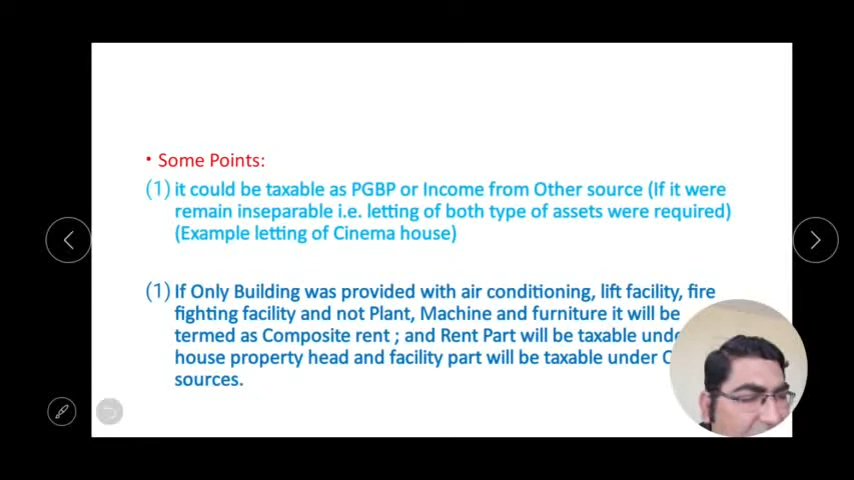 • Some Points:
(1) it could be taxable as PGBP or Income from Other source (If it were
remain inseparable i.e. letting of both type of assets were required)
(Example letting of Cinema house)
(1) If Only Building was provided with air conditioning, lift facility, fire
fighting facility and not Plant, Machine and furniture it will be
termed as Composite rent ; and Rent Part will be taxable
house property head and facility part will be taxable under
sources.